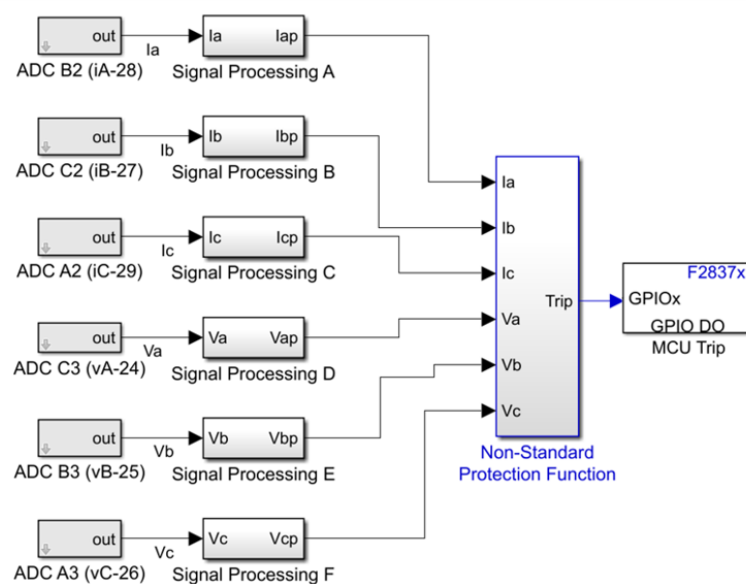 out
Ia
Ia
Iap
ADC B2 (iA-28)
Signal Processing A
out
Ib
Ib
Ibp
ADC C2 (iB-27)
Signal Processing B
out
Ic
Ic
Icp
ADC A2 (iC-29)
Signal Processing C
out
Va
Va
Vap
ADC C3 (vA-24)
Signal Processing D
out
Vb
Vb
Vbp
ADC B3 (vB-25)
Signal Processing E
out
Vc
Vc
Vcp
ADC A3 (vC-26)
Signal Processing F
Ia
Ib
Ic
Va
Vb
Vc
Trip
Non-Standard
Protection Function
F2837x
GPIOx
GPIO DO
MCU Trip